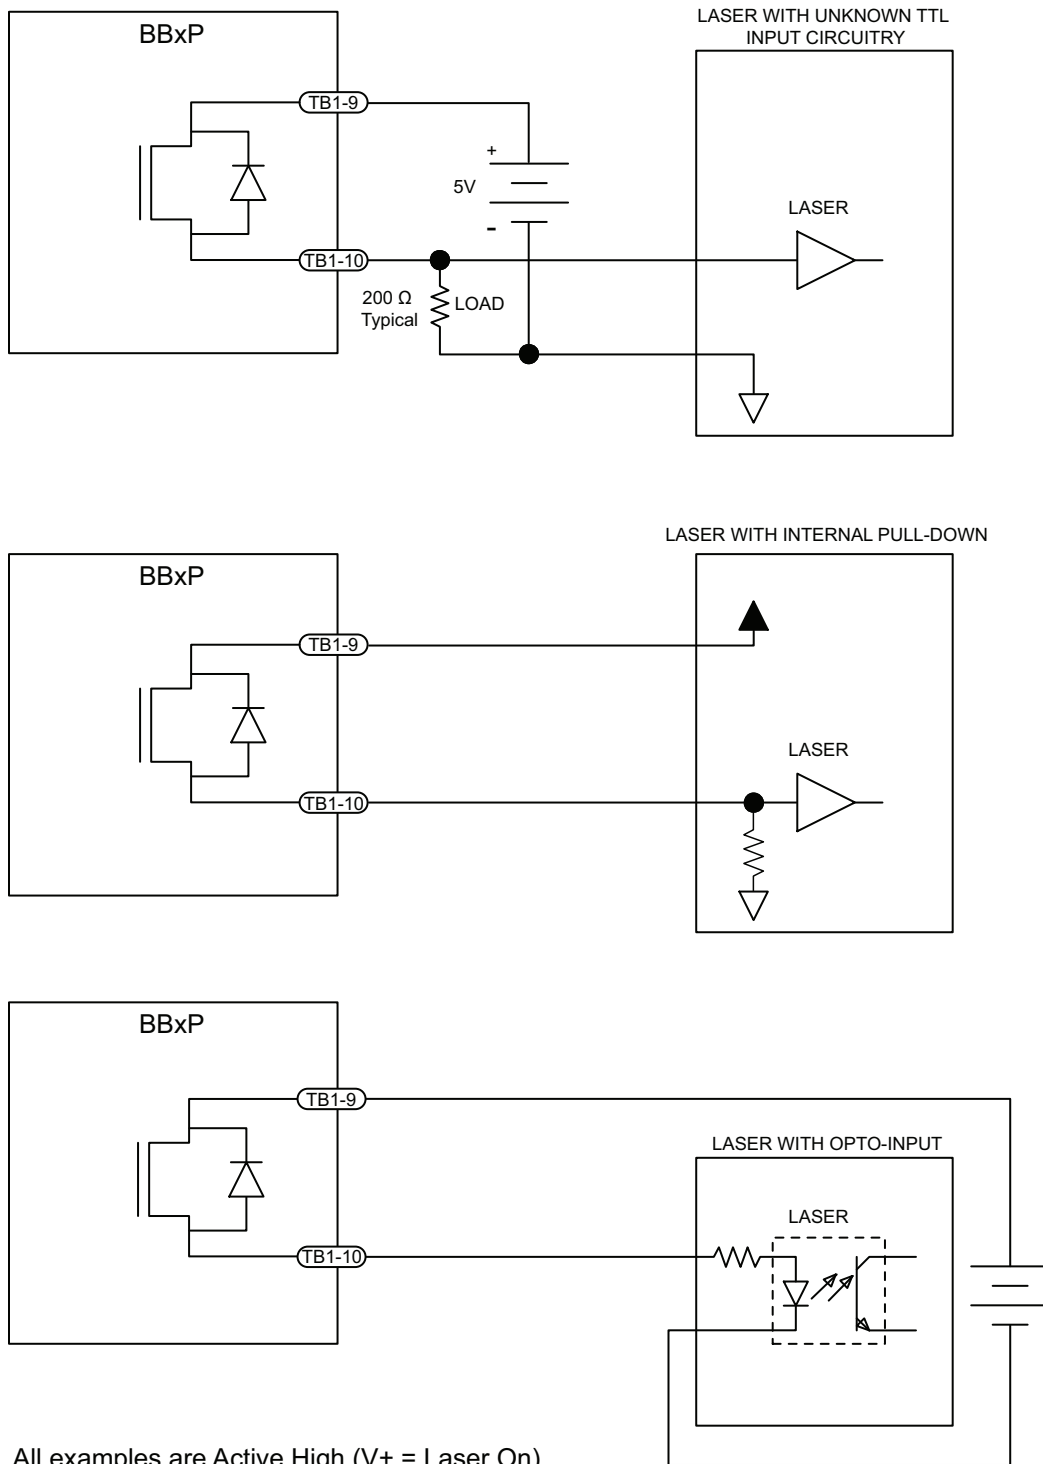 LASER WITH UNKNOWN TTL
INPUT CIRCUITRY
BBxP
TB1-9
+
5V
-
LASER
TB1-10
200 Ω
Typical
LOAD
LASER WITH INTERNAL PULL-DOWN
BBxP
TB1-9
LASER
TB1-10
BBxP
TB1-9
LASER WITH OPTO-INPUT
LASER
TB1-10
All examples are Active High (V+ = Laser On)